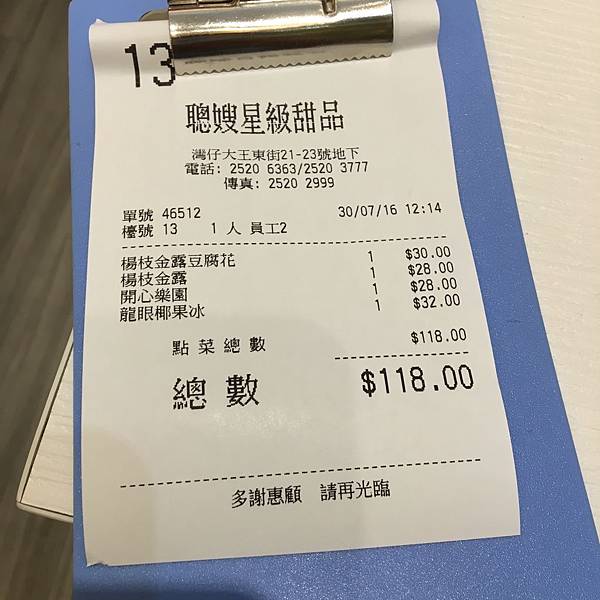 13
聰嫂星級甜品
灣仔大王東街21-23號地下
電話: 2520 6363/2520 3777
傳真: 2520 2999
單號 46512 30/07/16 12:14
檯號 13 1 人 員工2
楊枝金露豆腐花 1 $30.00
楊枝金露 1 $28.00
開心樂園 1 $28.00
龍眼椰果冰 1 $32.00
點菜總數 $118.00
總數 $118.00
多謝惠顧 請再光臨